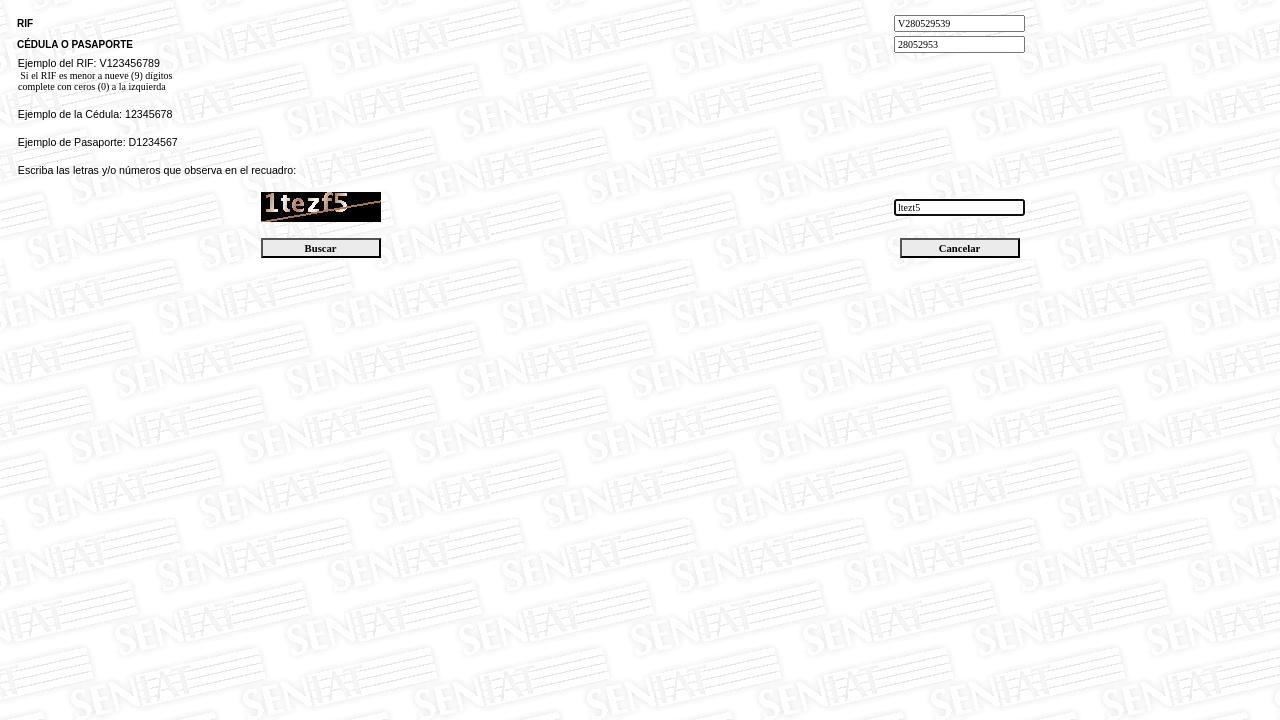 RIF V280529539
CÉDULA O PASAPORTE 28052953
Ejemplo del RIF: V123456789
Si el RIF es menor a nueve (9) dígitos
complete con ceros (0) a la izquierda
Ejemplo de la Cédula: 12345678
Ejemplo de Pasaporte: D1234567
Escriba las letras y/o números que observa en el recuadro:
1tezf5 ltezt5
Buscar Cancelar
SENIAT